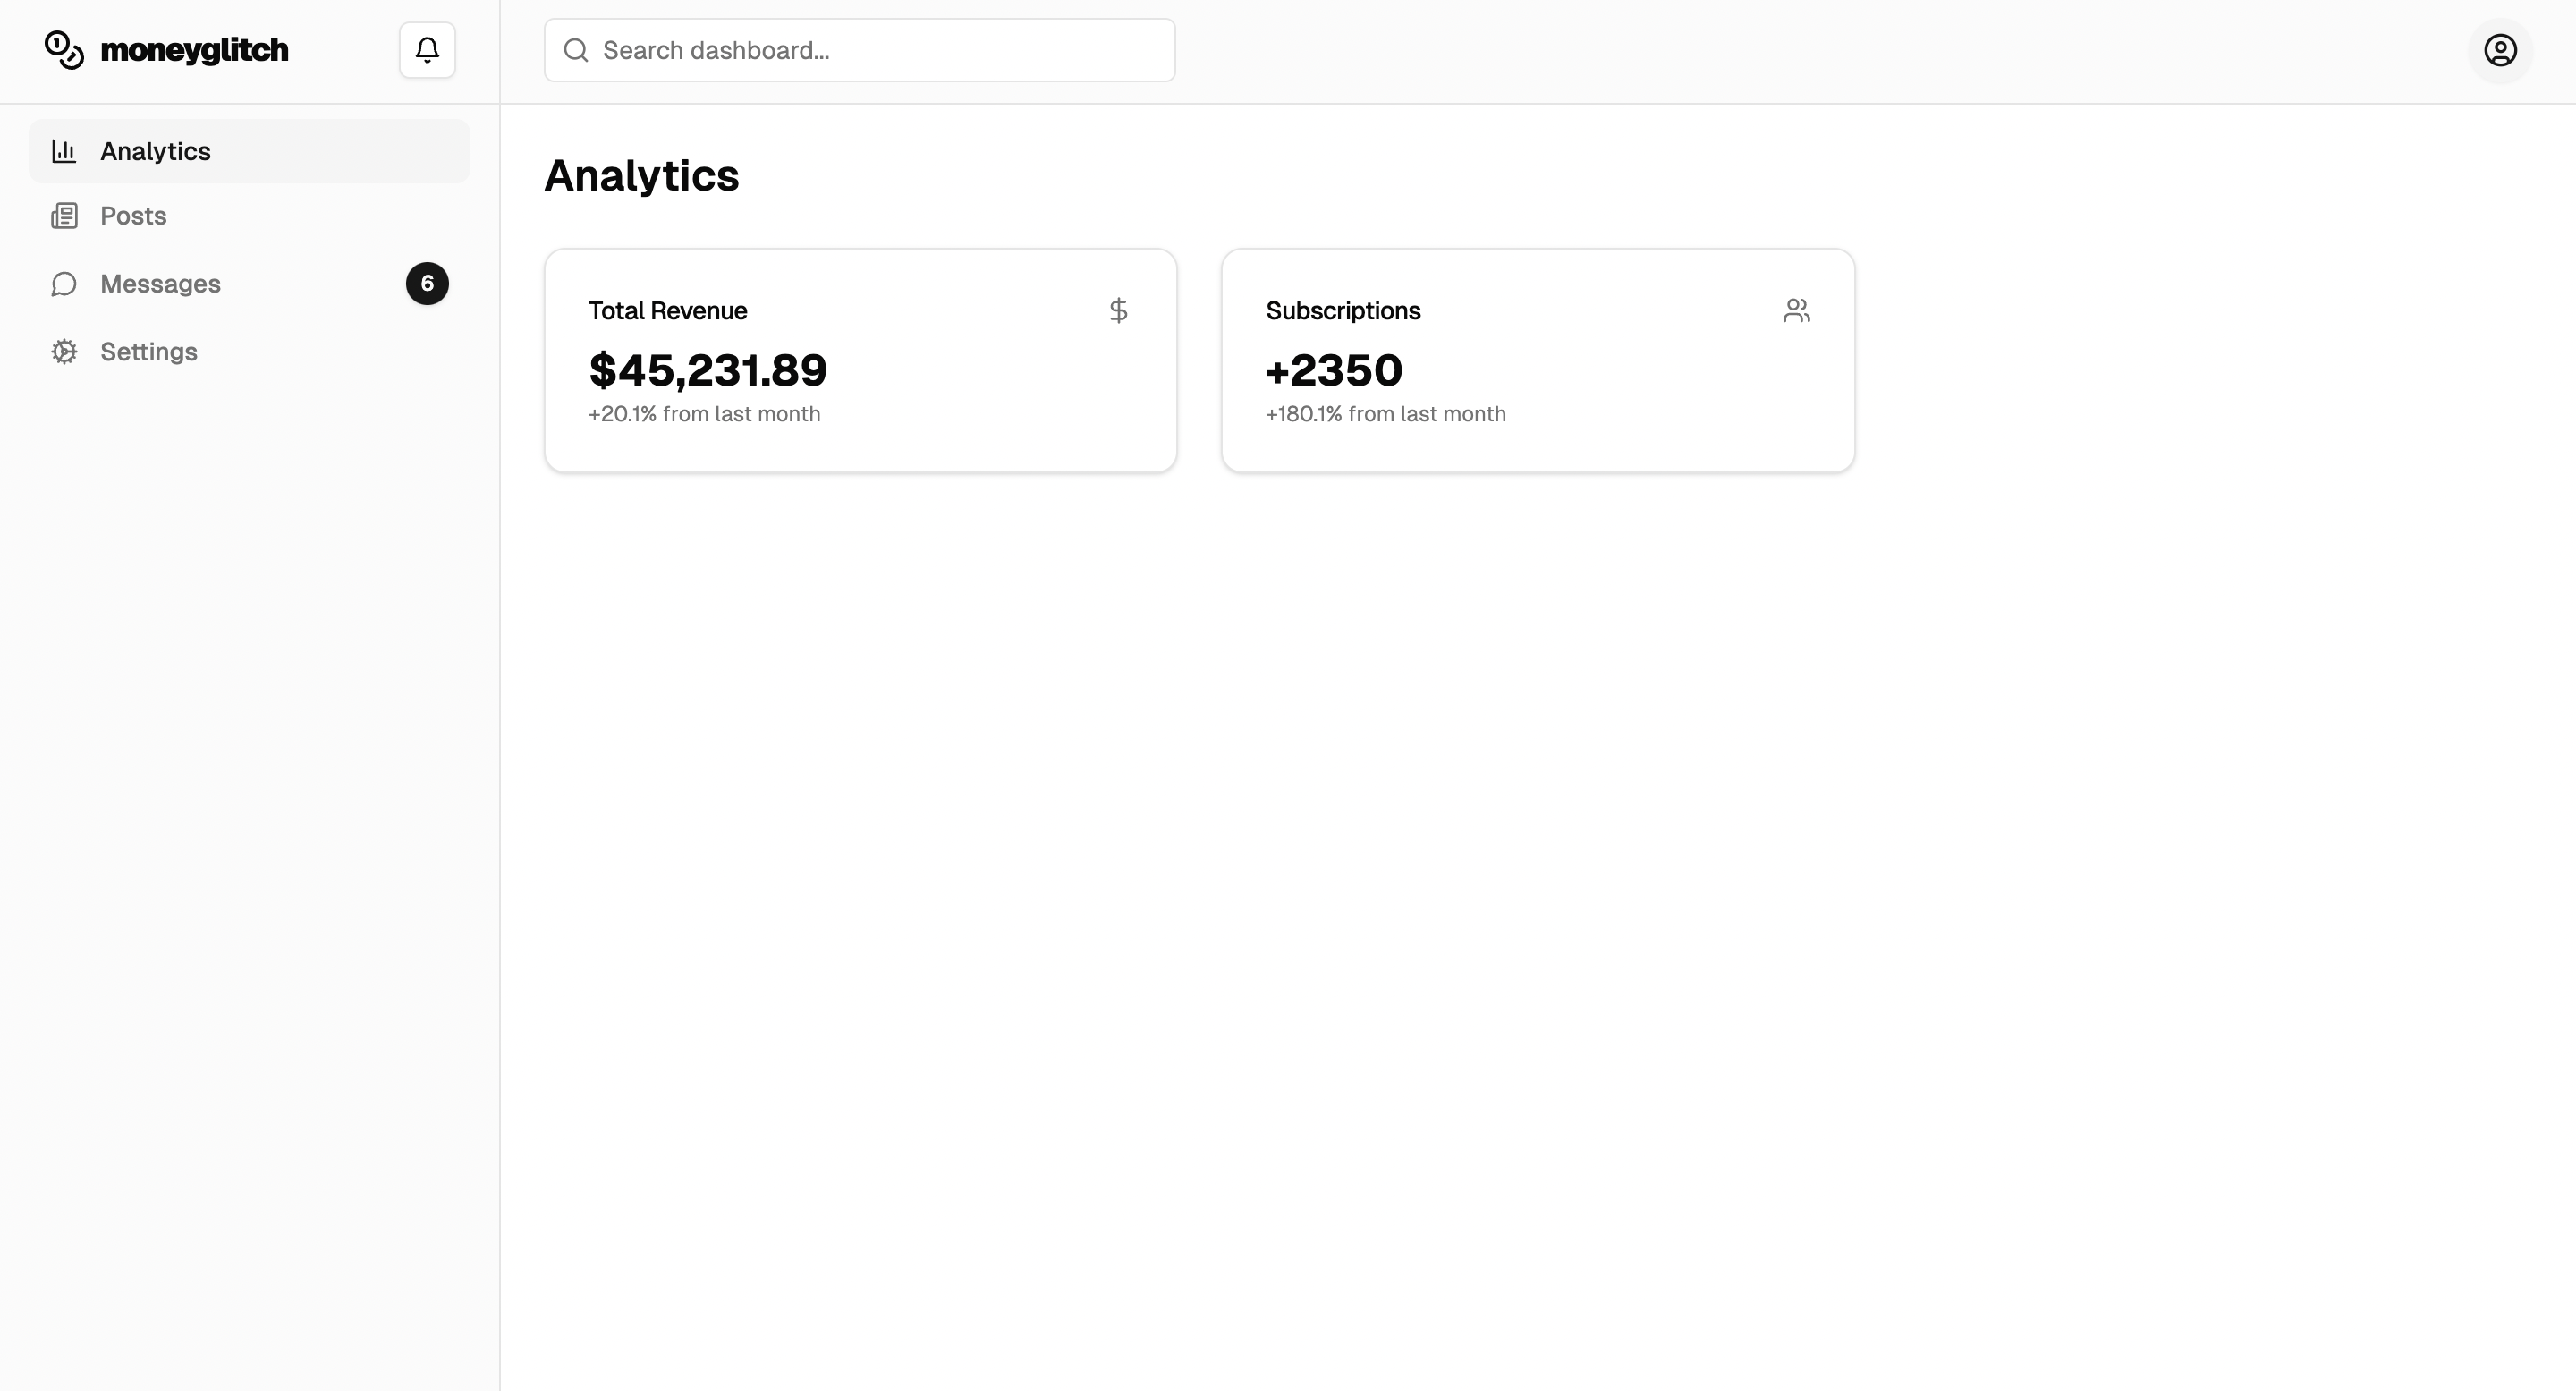 moneyglitch
Search dashboard...
Analytics
Posts
Messages
6
Settings
Analytics
Total Revenue
$45,231.89
+20.1% from last month
Subscriptions
+2350
+180.1% from last month